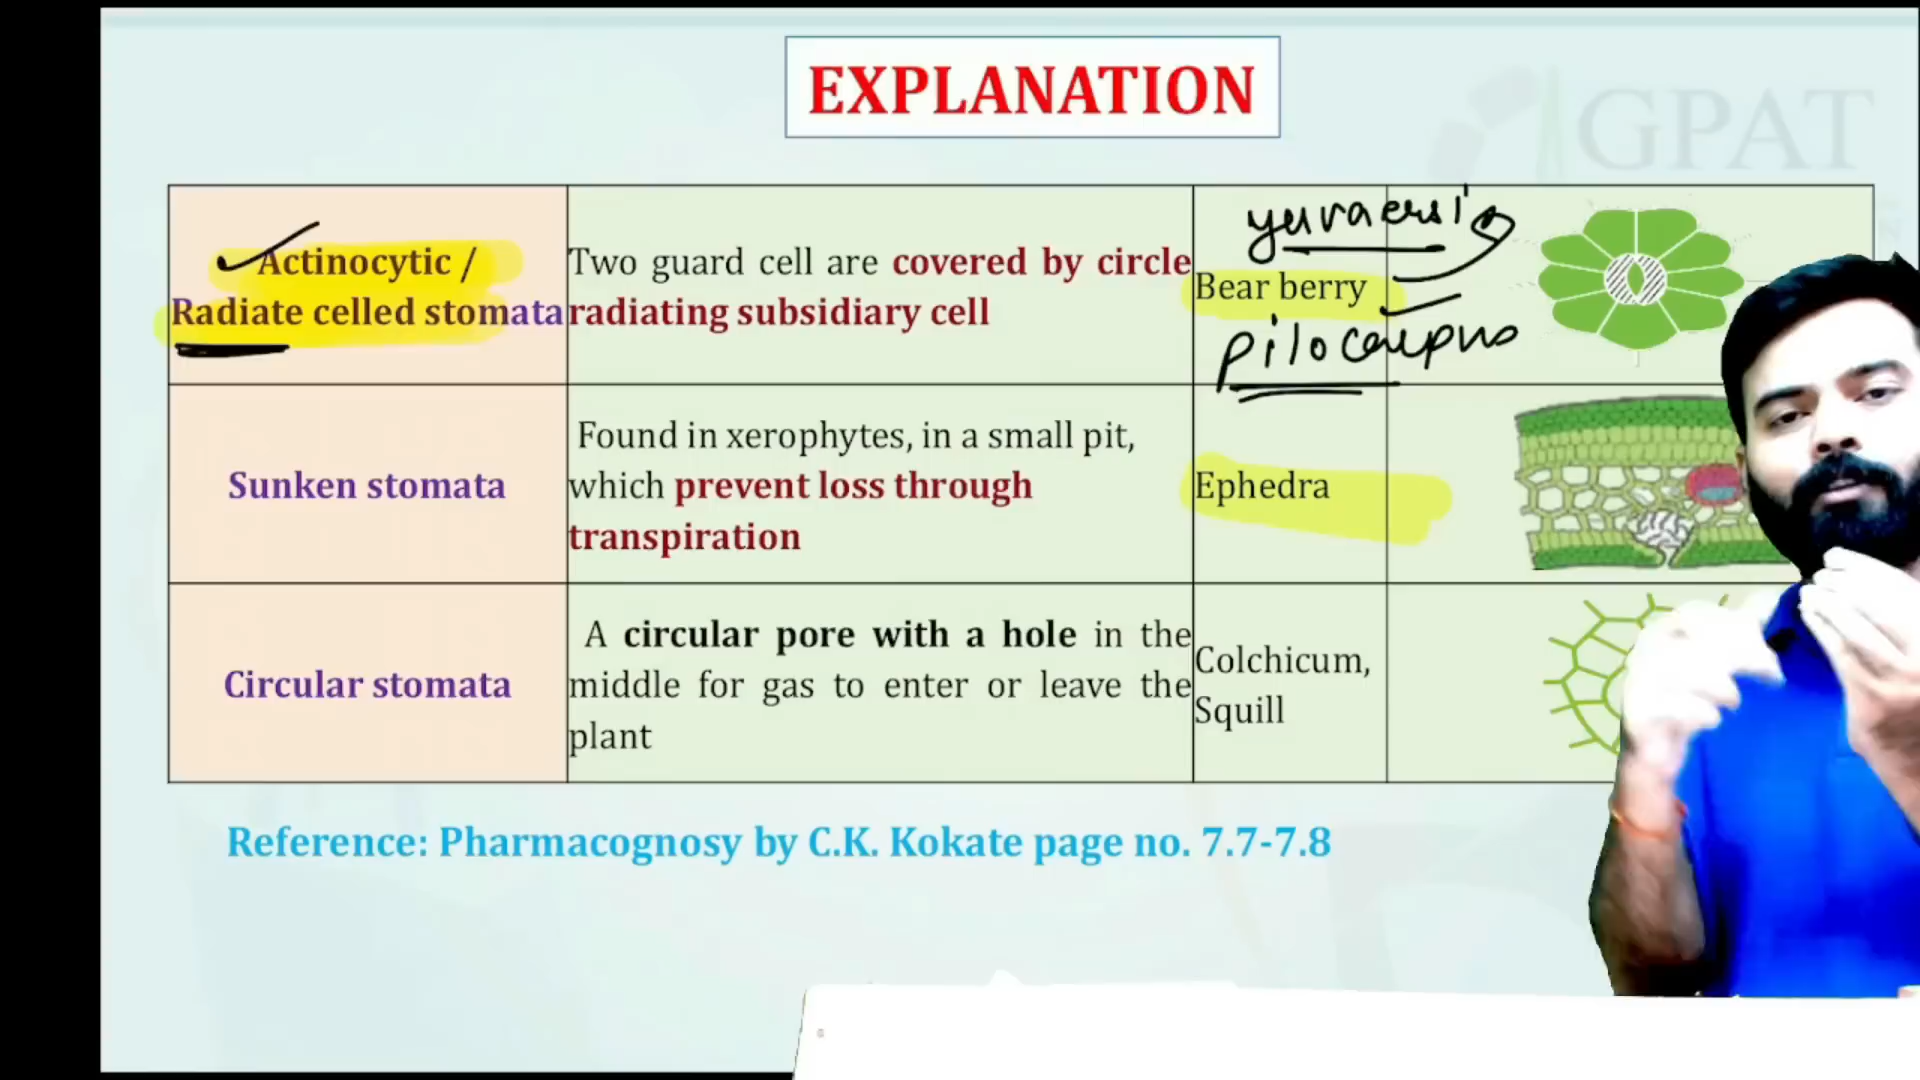 EXPLANATION
GPAT
Actinocytic /
Radiate celled stomata
Two guard cell are covered by circle
radiating subsidiary cell
yuvaersi
Bear berry
pilocarpus
Sunken stomata
Found in xerophytes, in a small pit,
which prevent loss through
transpiration
Ephedra
Circular stomata
A circular pore with a hole in the
middle for gas to enter or leave the
plant
Colchicum,
Squill
Reference: Pharmacognosy by C.K. Kokate page no. 7.7-7.8